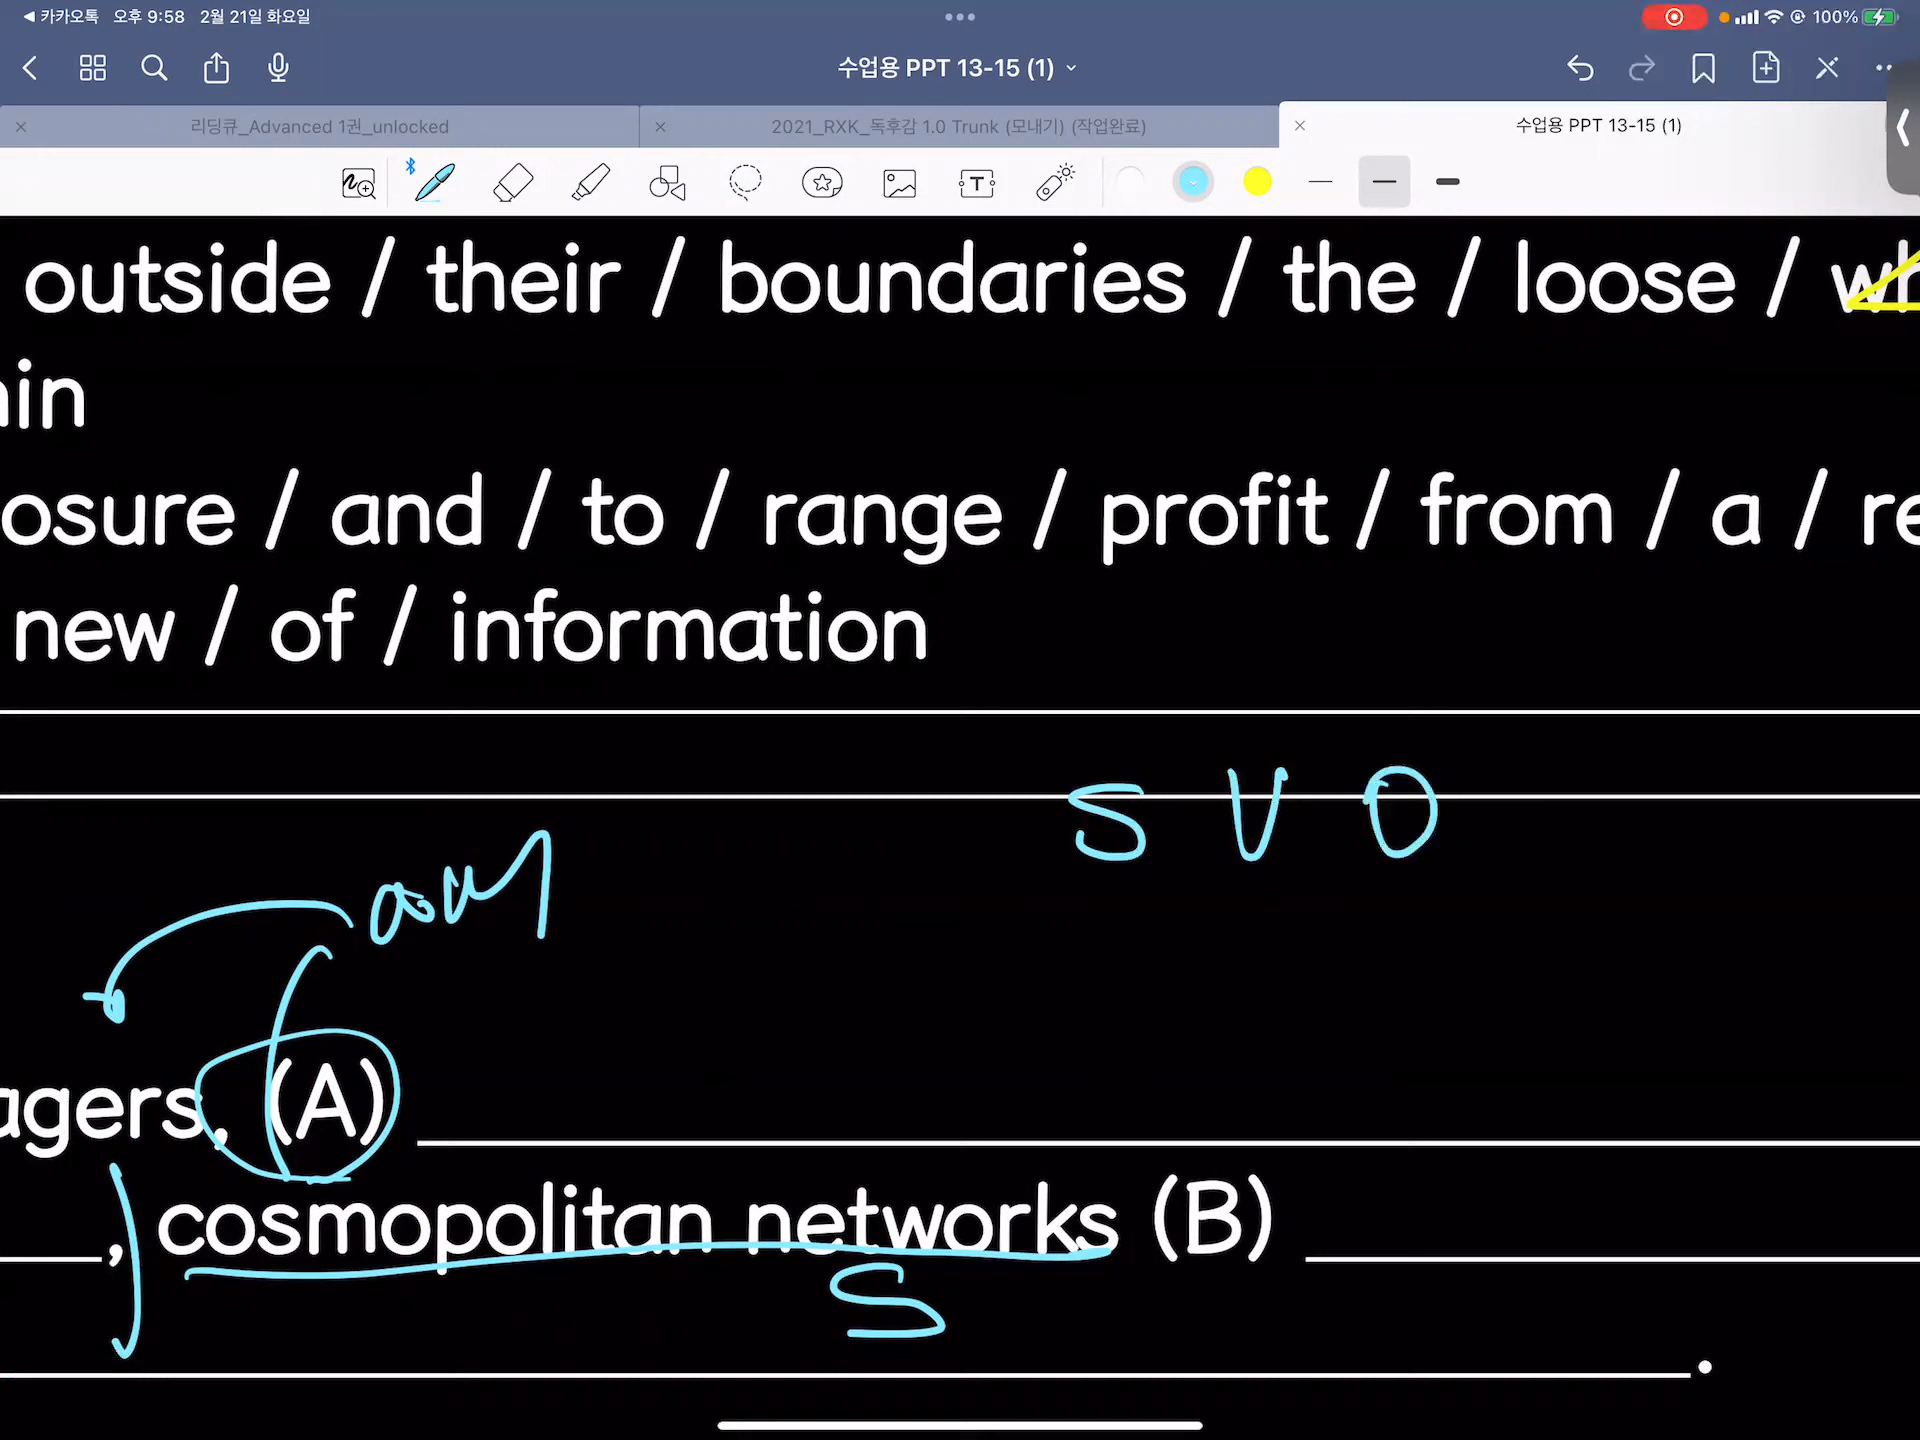 카카오톡 오후 9:58 2월 21일 화요일 100%
수업용 PPT 13-15 (1)
리딩큐_Advanced 1권_unlocked 2021_RXK_독후감 1.0 Trunk (모내기) (작업완료) 수업용 PPT 13-15 (1)
outside / their / boundaries / the / loose /
osure / and / to / range / profit / from / a / re
new / of / information
S V O
agers, (A)
, cosmopolitan networks (B)
S
.